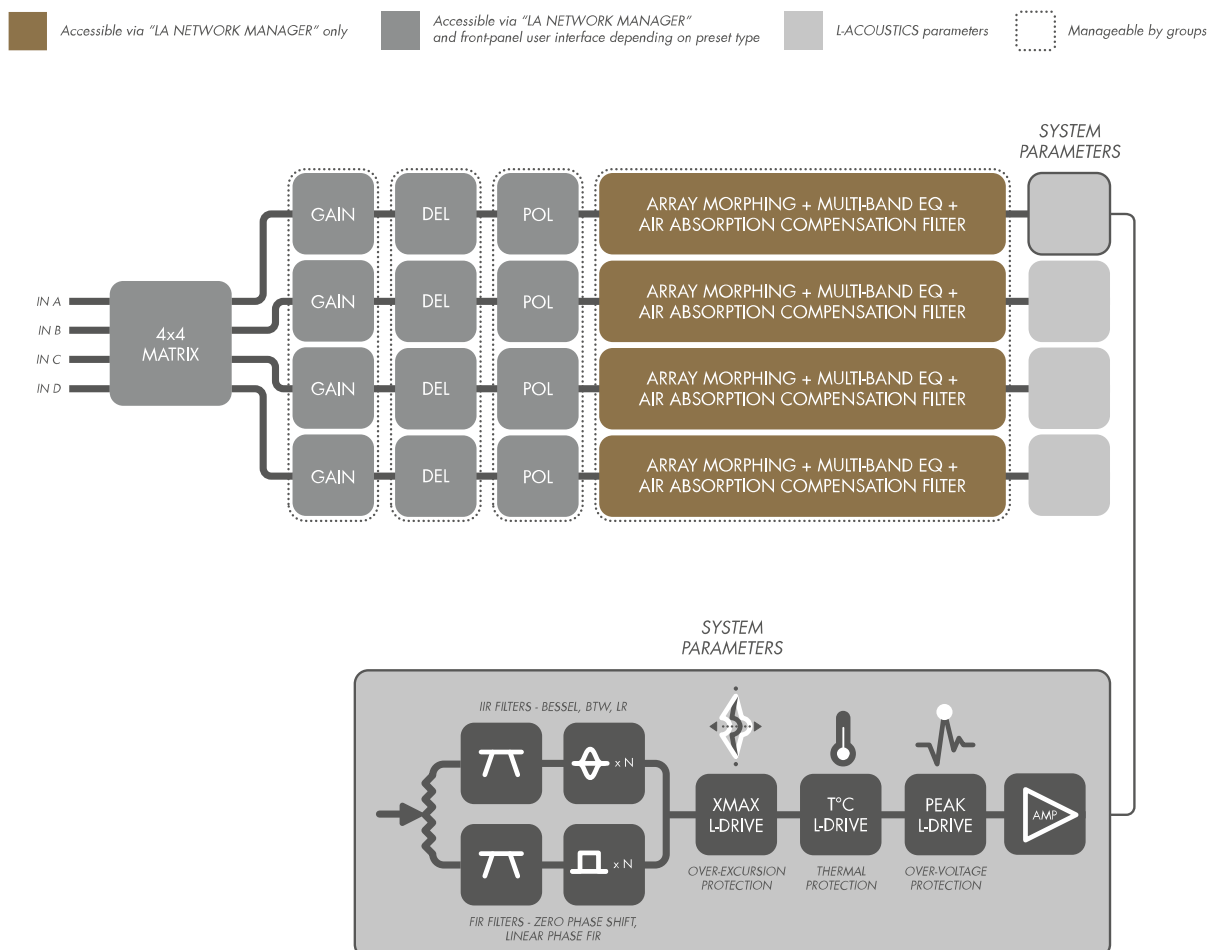 Accessible via “LA NETWORK MANAGER” only
Accessible via “LA NETWORK MANAGER”
and front-panel user interface depending on preset type
L-ACOUSTICS parameters
Manageable by groups
SYSTEM
PARAMETERS
GAIN
DEL
POL
ARRAY MORPHING + MULTI-BAND EQ +
AIR ABSORPTION COMPENSATION FILTER
GAIN
DEL
POL
ARRAY MORPHING + MULTI-BAND EQ +
AIR ABSORPTION COMPENSATION FILTER
IN A
IN B
IN C
IN D
4x4
MATRIX
GAIN
DEL
POL
ARRAY MORPHING + MULTI-BAND EQ +
AIR ABSORPTION COMPENSATION FILTER
GAIN
DEL
POL
ARRAY MORPHING + MULTI-BAND EQ +
AIR ABSORPTION COMPENSATION FILTER
SYSTEM
PARAMETERS
IIR FILTERS - BESSEL, BTW, LR
x N
x N
FIR FILTERS - ZERO PHASE SHIFT,
LINEAR PHASE FIR
XMAX
L-DRIVE
OVER-EXCURSION
PROTECTION
T°C
L-DRIVE
THERMAL
PROTECTION
PEAK
L-DRIVE
OVER-VOLTAGE
PROTECTION
AMP